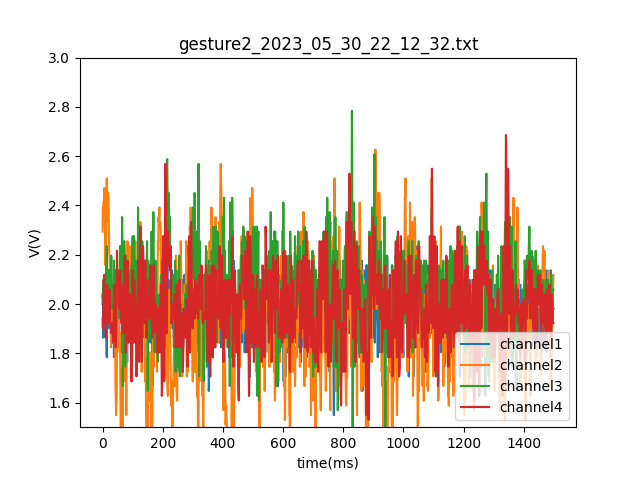 gesture2_2023_05_30_22_12_32.txt
3.0
2.8
2.6
2.4
2.2
2.0
1.8
1.6
V(V)
channel1
channel2
channel3
channel4
0 200 400 600 800 1000 1200 1400
time(ms)